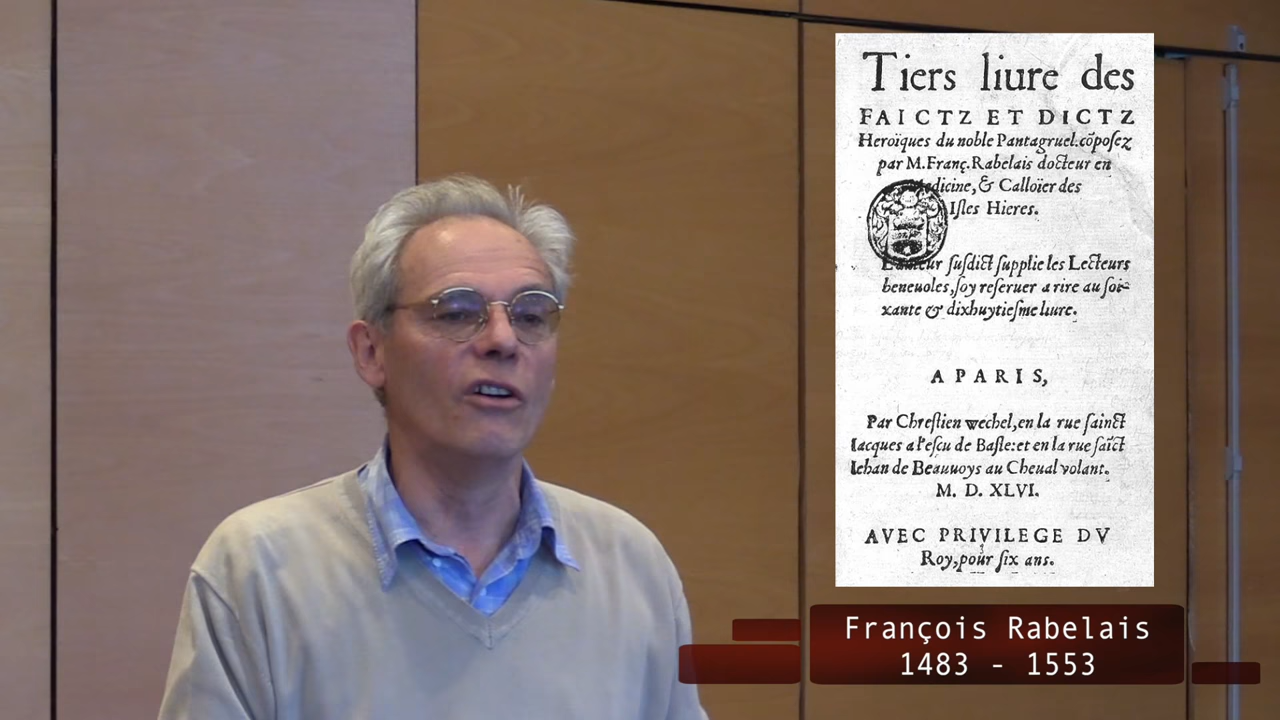 Tiers liure des
FAICTZ ET DICTZ
Heroïques du noble Pantagruel, cõposez
par M. Franç. Rabelais docteur en
Medicine, & Calloïer des
Isles Hieres.
L'auteur susdict supplie les Lecteurs
beneuoles, soy reseruer a rire au soi-
xante & dixhuytiesme liure.
A PARIS,
Par Chrestien wechel, en la rue sainct
Iacques a l'escu de Basle: et en la rue saĩct
Iehan de Beauuoys au Cheual volant.
M. D. XLVI.
AVEC PRIVILEGE DV
Roy, pour six ans.
François Rabelais
1483 - 1553